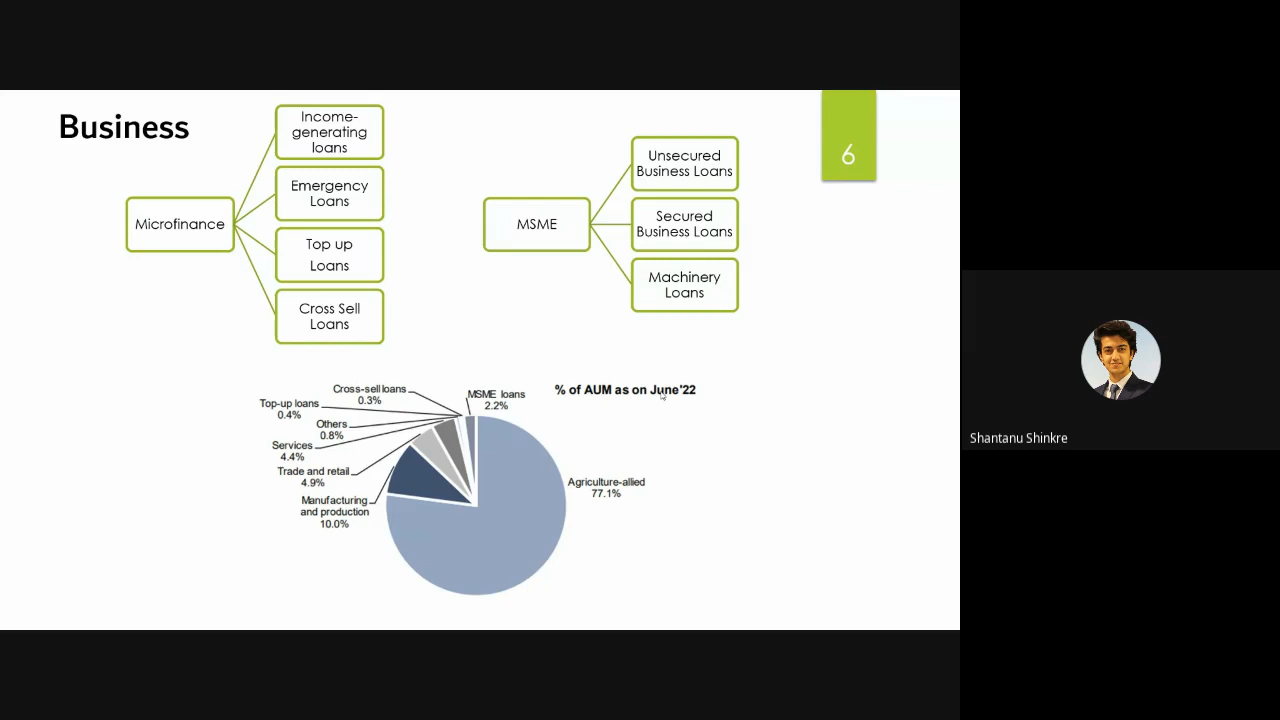 Business
6
Microfinance
Income-
generating
loans
Emergency
Loans
Top up
Loans
Cross Sell
Loans
MSME
Unsecured
Business Loans
Secured
Business Loans
Machinery
Loans
% of AUM as on June'22
Cross-sell loans
0.3%
Top-up loans
0.4%
Others
0.8%
Services
4.4%
Trade and retail
4.9%
Manufacturing
and production
10.0%
MSME loans
2.2%
Agriculture-allied
77.1%
Shantanu Shinkre